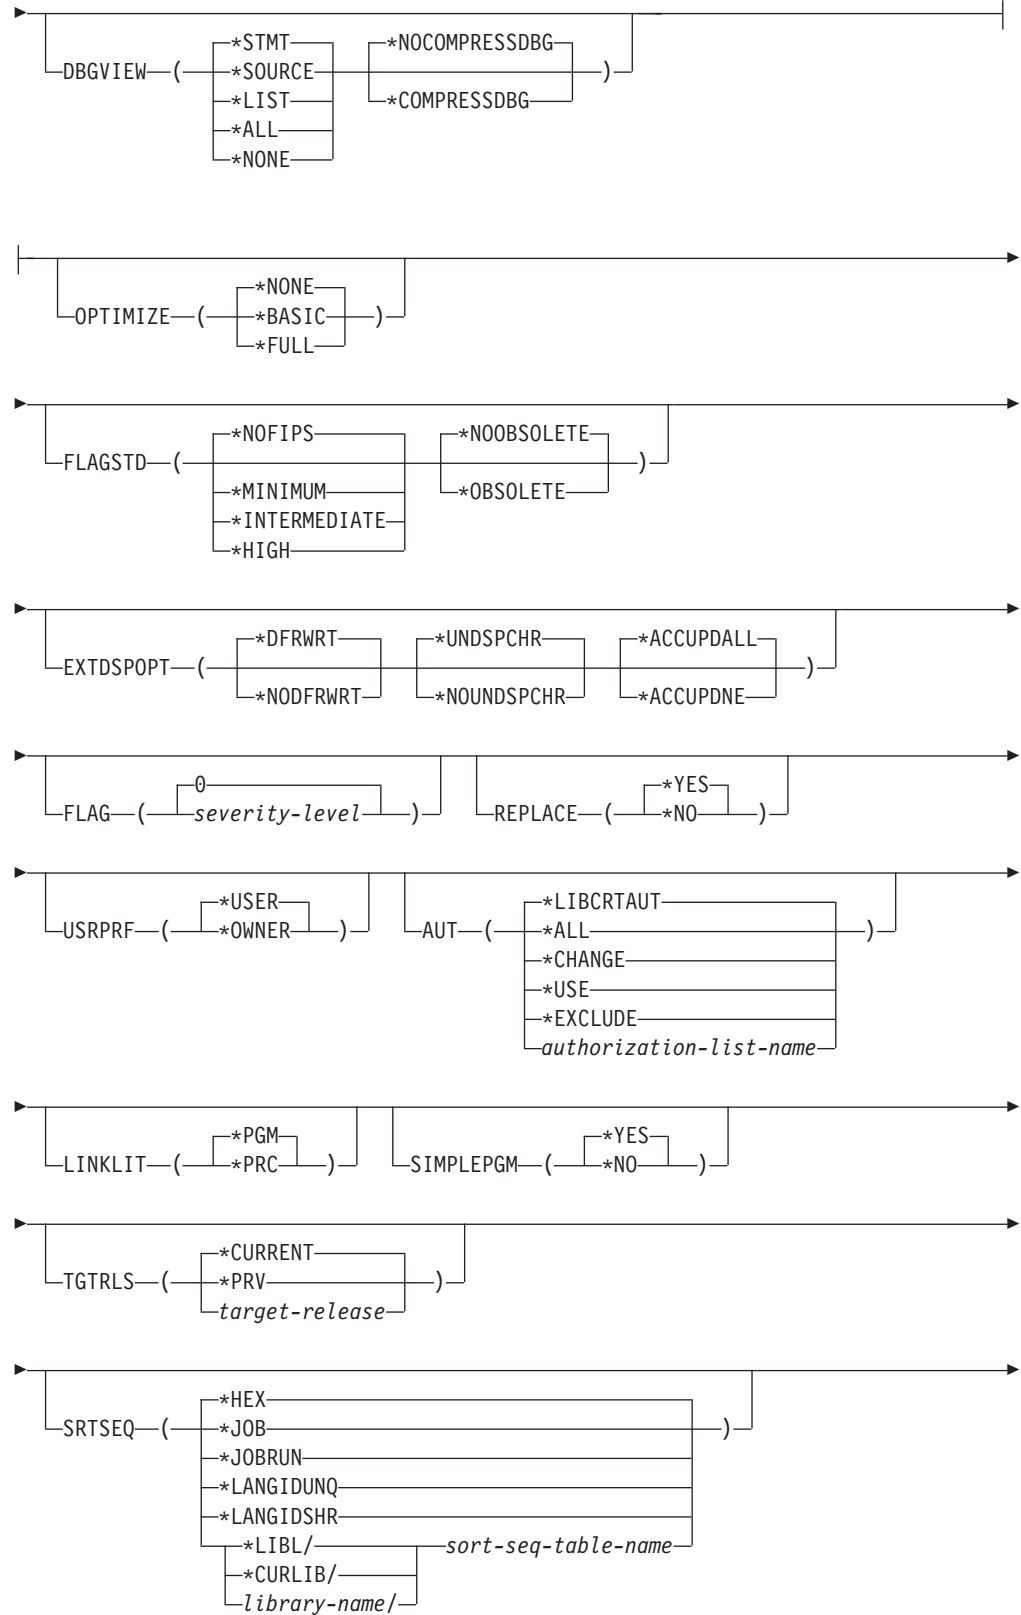 *STMT *NOCOMPRESSDBG
DBGVIEW ( *SOURCE )
*LIST *COMPRESSDBG
*ALL
*NONE
*NONE
OPTIMIZE ( *BASIC )
*FULL
*NOFIPS *NOOBSOLETE
FLAGSTD ( )
*MINIMUM *OBSOLETE
*INTERMEDIATE
*HIGH
*DFRWRT *UNDSPCHR *ACCUPDALL
EXTDSPOPT ( )
*NODFRWRT *NOUNDSPCHR *ACCUPDNE
0 *YES
FLAG ( severity-level ) REPLACE ( *NO )
*USER *LIBCRTAUT
USRPRF ( *OWNER ) AUT ( *ALL )
*CHANGE
*USE
*EXCLUDE
authorization-list-name
*PGM *YES
LINKLIT ( *PRC ) SIMPLEPGM ( *NO )
*CURRENT
TGTRLS ( *PRV )
target-release
*HEX
SRTSEQ ( *JOB )
*JOBRUN
*LANGIDUNQ
*LANGIDSHR
*LIBL/ sort-seq-table-name
*CURLIB/
library-name/